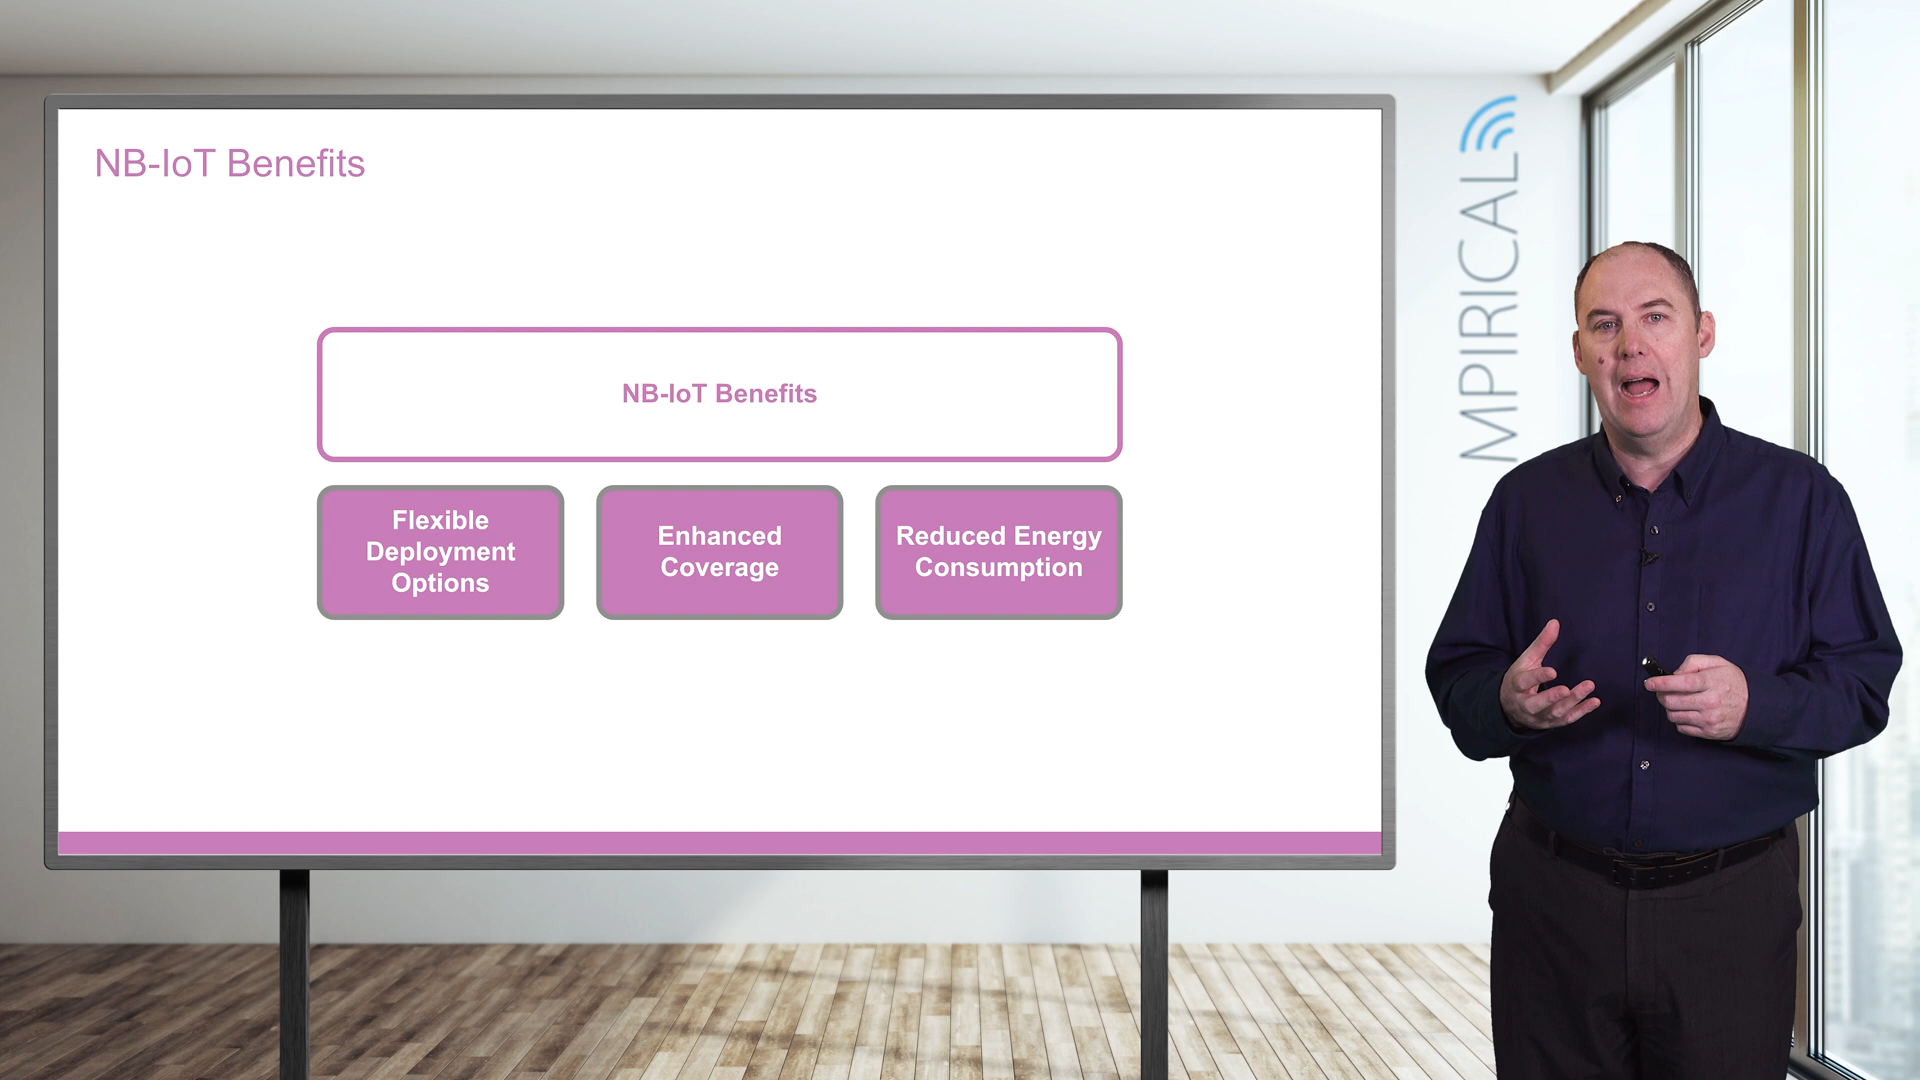 NB-IoT Benefits
NB-IoT Benefits
Flexible
Deployment
Options
Enhanced
Coverage
Reduced Energy
Consumption
MPIRICAL